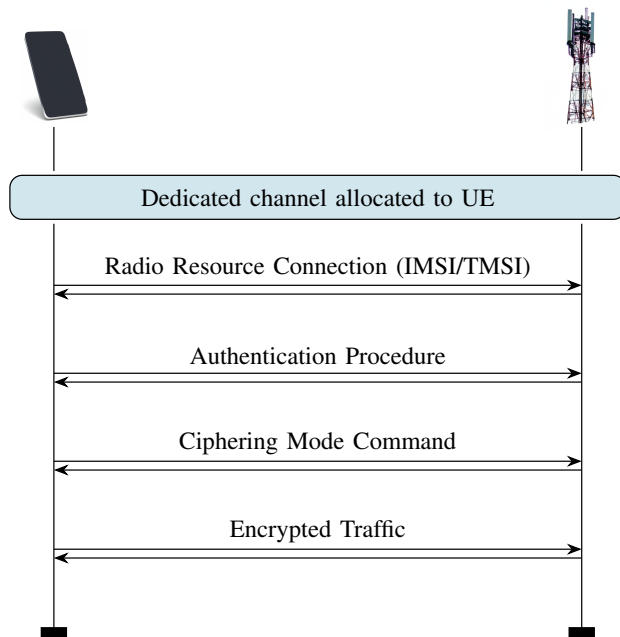 Dedicated channel allocated to UE
Radio Resource Connection (IMSI/TMSI)
Authentication Procedure
Ciphering Mode Command
Encrypted Traffic